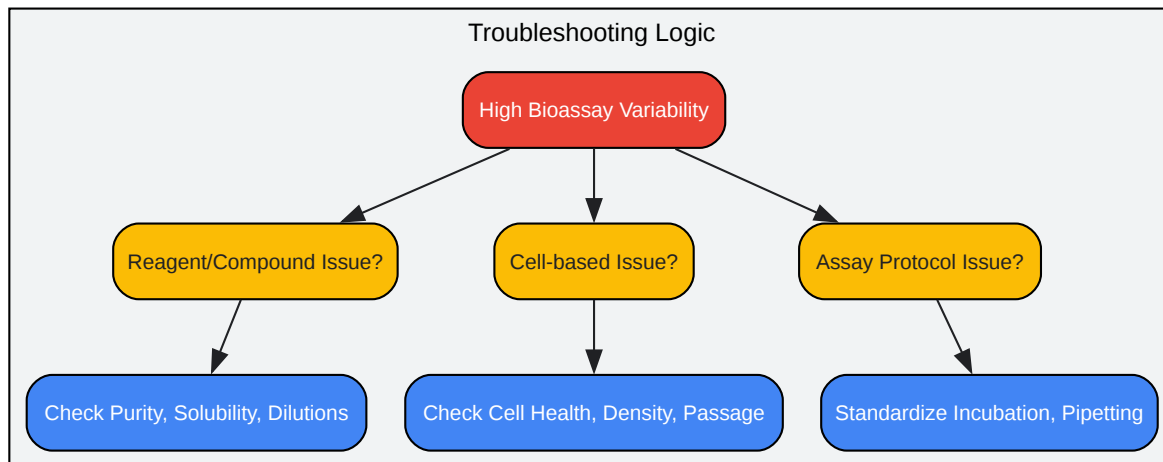 Troubleshooting Logic
High Bioassay Variability
Reagent/Compound Issue?
Cell-based Issue?
Assay Protocol Issue?
Check Purity, Solubility, Dilutions
Check Cell Health, Density, Passage
Standardize Incubation, Pipetting